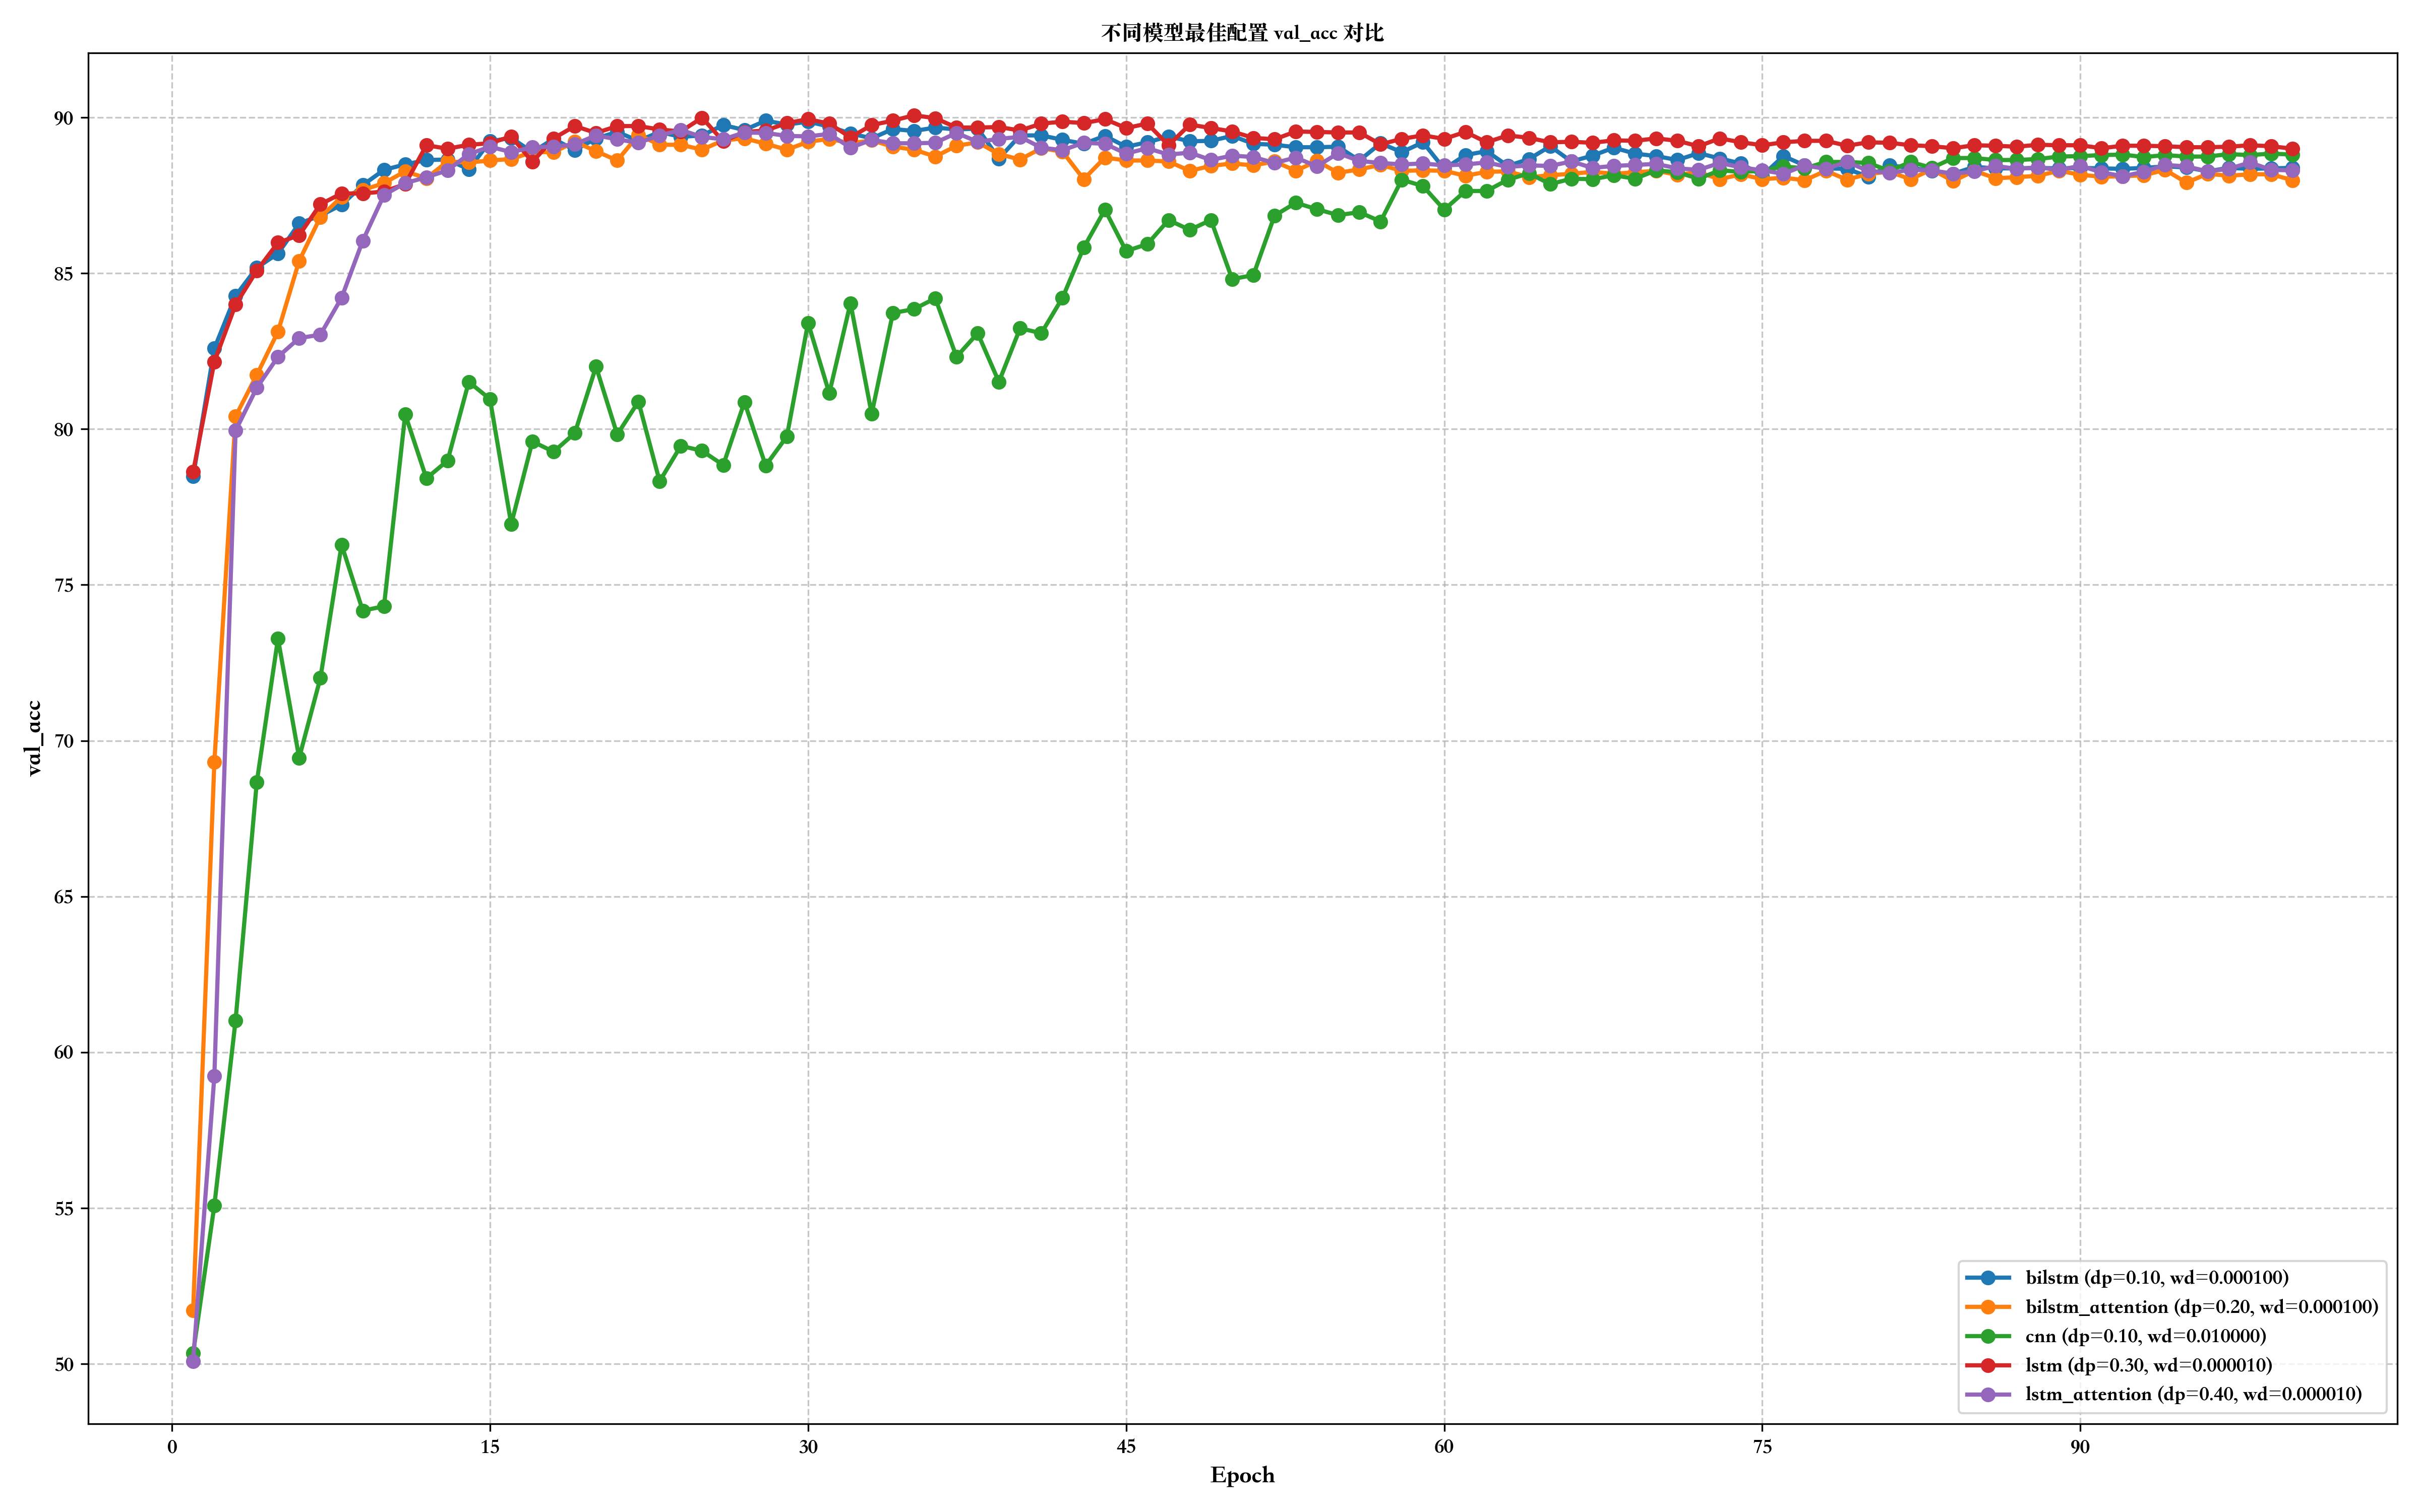 不同模型最佳配置 val_acc 对比
90
85
80
75
70
65
60
55
50
val_acc
0 15 30 45 60 75 90
Epoch
bilstm (dp=0.10, wd=0.000100)
bilstm_attention (dp=0.20, wd=0.000100)
cnn (dp=0.10, wd=0.010000)
lstm (dp=0.30, wd=0.000010)
lstm_attention (dp=0.40, wd=0.000010)